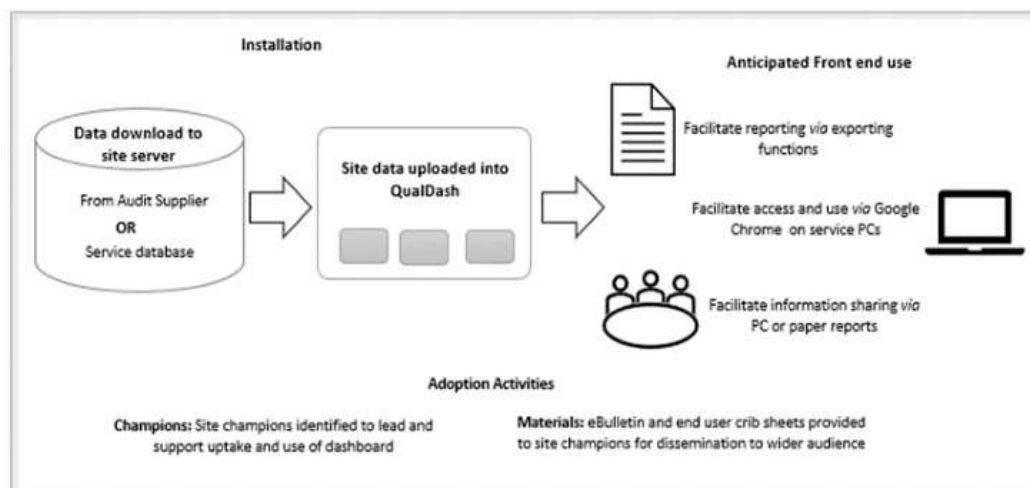 Installation
Anticipated Front end use
Data download to
site server
From Audit Supplier
OR
Service database
Site data uploaded into
QualDash
Facilitate reporting via exporting
functions
Facilitate access and use via Google
Chrome on service PCs
Facilitate information sharing via
PC or paper reports
Adoption Activities
Champions: Site champions identified to lead and
support uptake and use of dashboard
Materials: eBulletin and end user crib sheets provided
to site champions for dissemination to wider audience